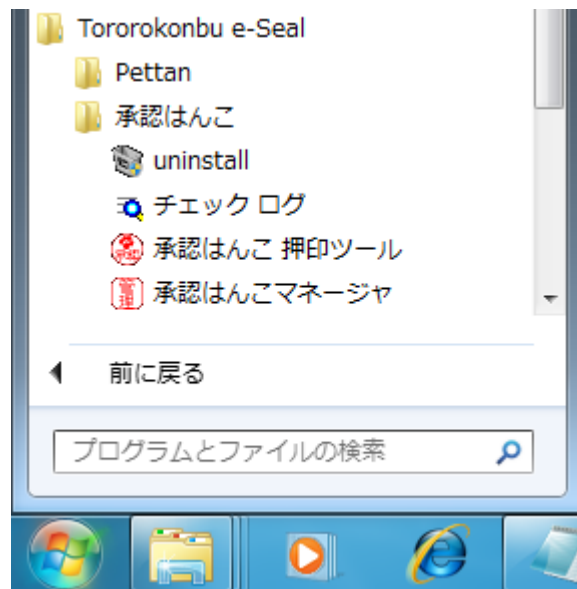 Tororokonbu e-Seal
Pettan
承認はんこ
uninstall
チェック ログ
承認はんこ 押印ツール
承認はんこマネージャ
前に戻る
プログラムとファイルの検索